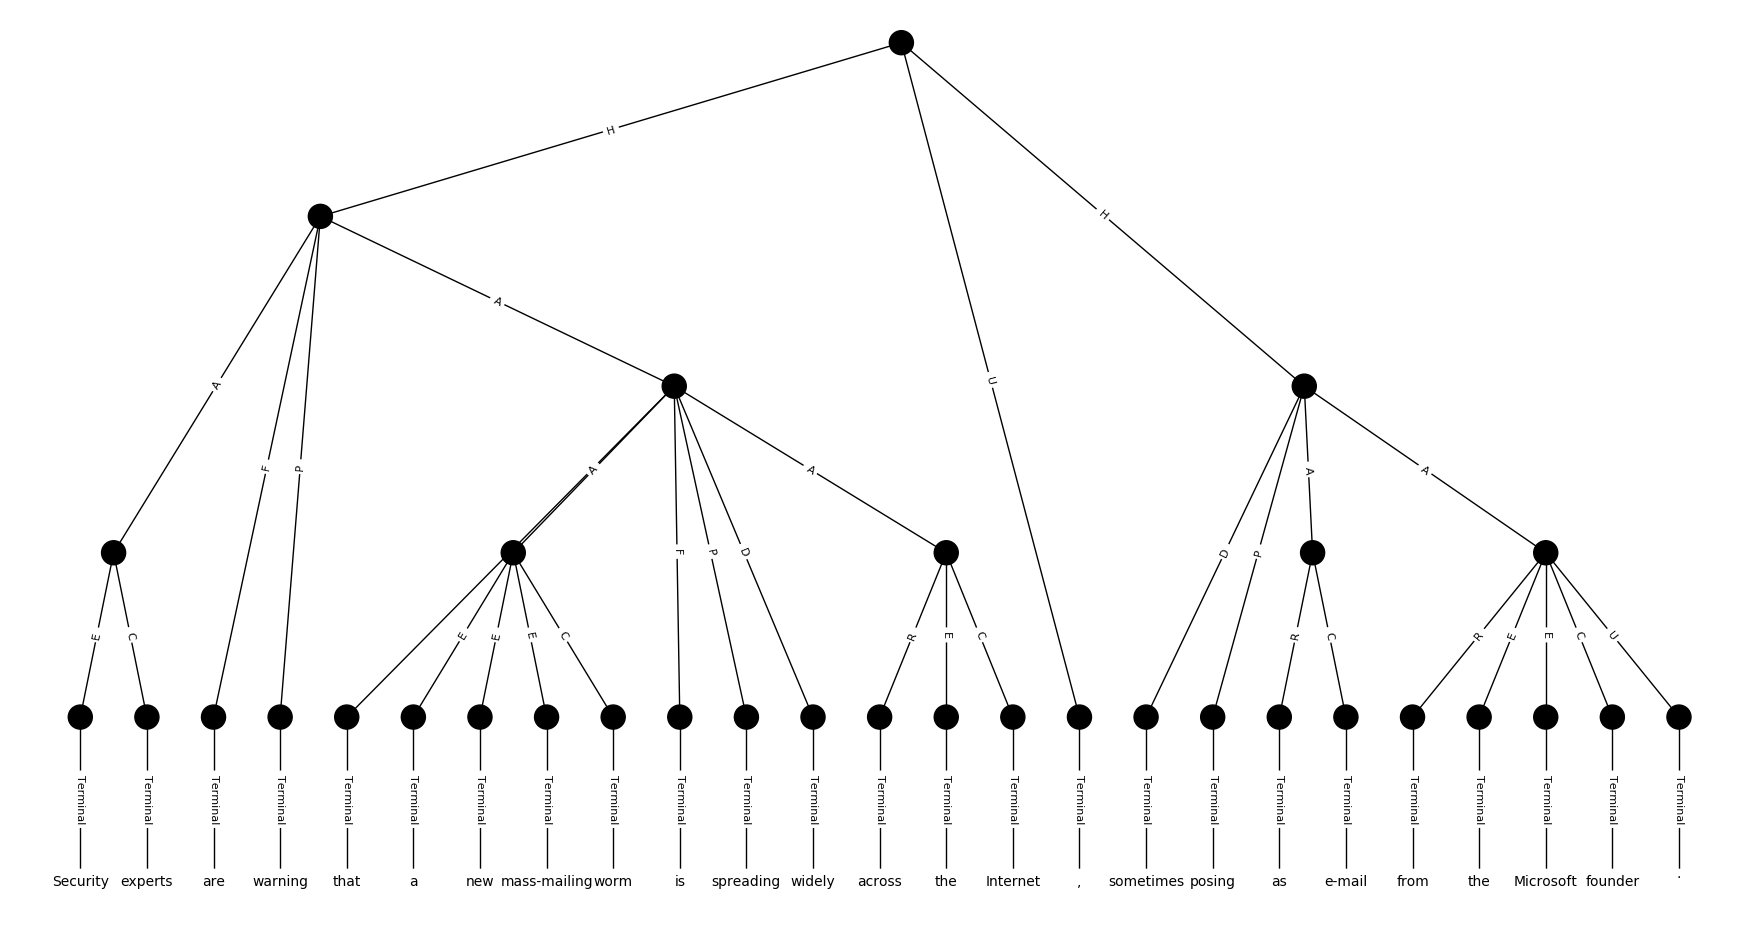 H
H
A
A
U
A
F
P
A
A
F
P
D
D
P
A
A
E
C
E
E
E
C
R
E
C
R
C
R
E
E
C
U
Terminal Terminal Terminal Terminal Terminal Terminal Terminal Terminal Terminal Terminal Terminal Terminal Terminal Terminal Terminal Terminal Terminal Terminal Terminal Terminal Terminal Terminal Terminal Terminal Terminal
Security experts are warning that a new mass-mailing worm is spreading widely across the Internet , sometimes posing as e-mail from the Microsoft founder .